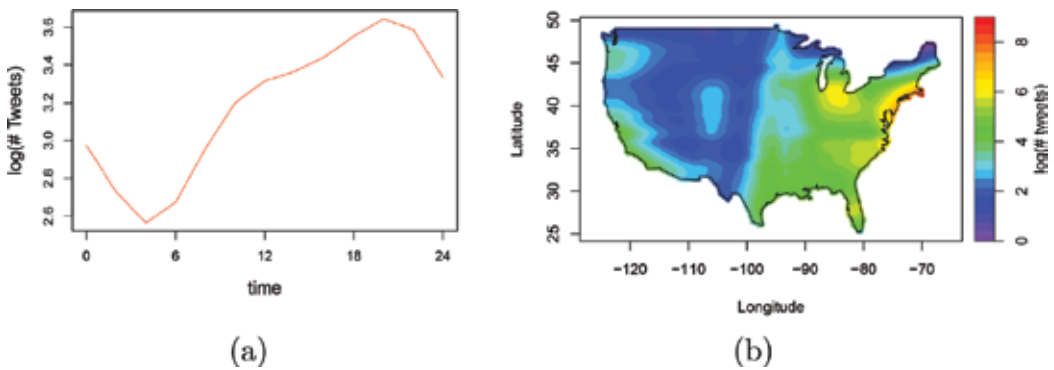 log(# Tweets)
3.6
3.4
3.2
3.0
2.8
2.6
0 6 12 18 24
time
(a)
Latitude
50
45
40
35
30
25
−120 −110 −100 −90 −80 −70
Longitude
8
6
4
2
0
log(# tweets)
(b)